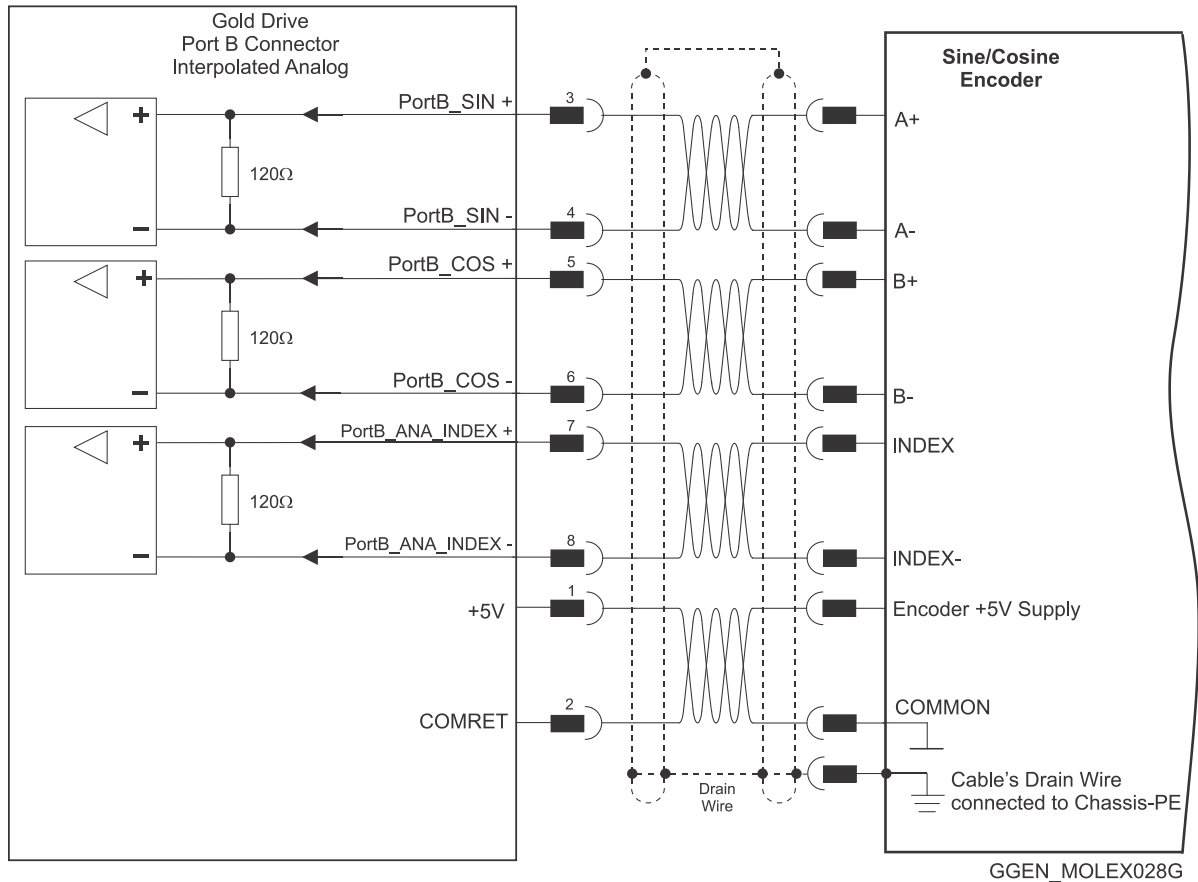 Gold Drive
Port B Connector
Interpolated Analog
Sine/Cosine
Encoder
+
PortB_SIN +
3
A+
120Ω
-
PortB_SIN -
4
A-
+
PortB_COS +
5
B+
120Ω
-
PortB_COS -
6
B-
+
PortB_ANA_INDEX +
7
INDEX
120Ω
-
PortB_ANA_INDEX -
8
INDEX-
+5V
1
Encoder +5V Supply
COMRET
2
COMMON
Drain
Wire
Cable's Drain Wire
connected to Chassis-PE
GGEN_MOLEX028G